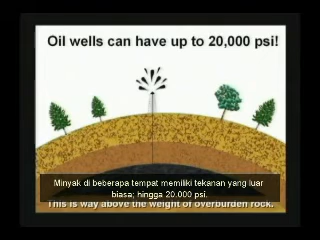 Oil wells can have up to 20,000 psi!
Minyak di beberapa tempat memiliki tekanan yang luar
biasa; hingga 20.000 psi.
This is way above the weight of overburden rock.